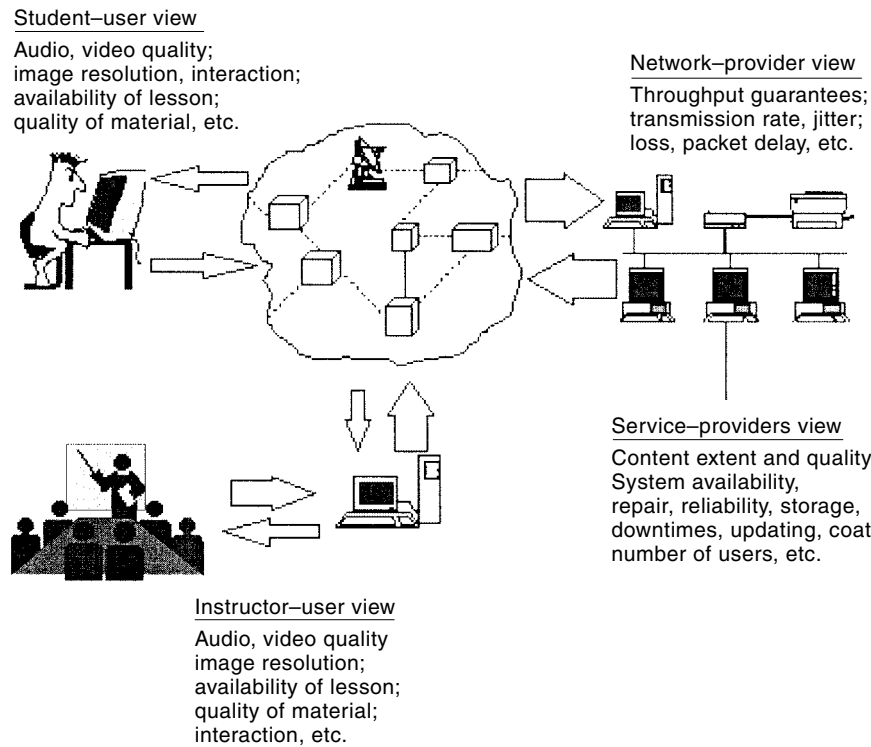 Student–user view
Audio, video quality;
image resolution, interaction;
availability of lesson;
quality of material, etc.
Network–provider view
Throughput guarantees;
transmission rate, jitter;
loss, packet delay, etc.
Service–providers view
Content extent and quality
System availability,
repair, reliability, storage,
downtimes, updating, coat
number of users, etc.
Instructor–user view
Audio, video quality
image resolution;
availability of lesson;
quality of material;
interaction, etc.